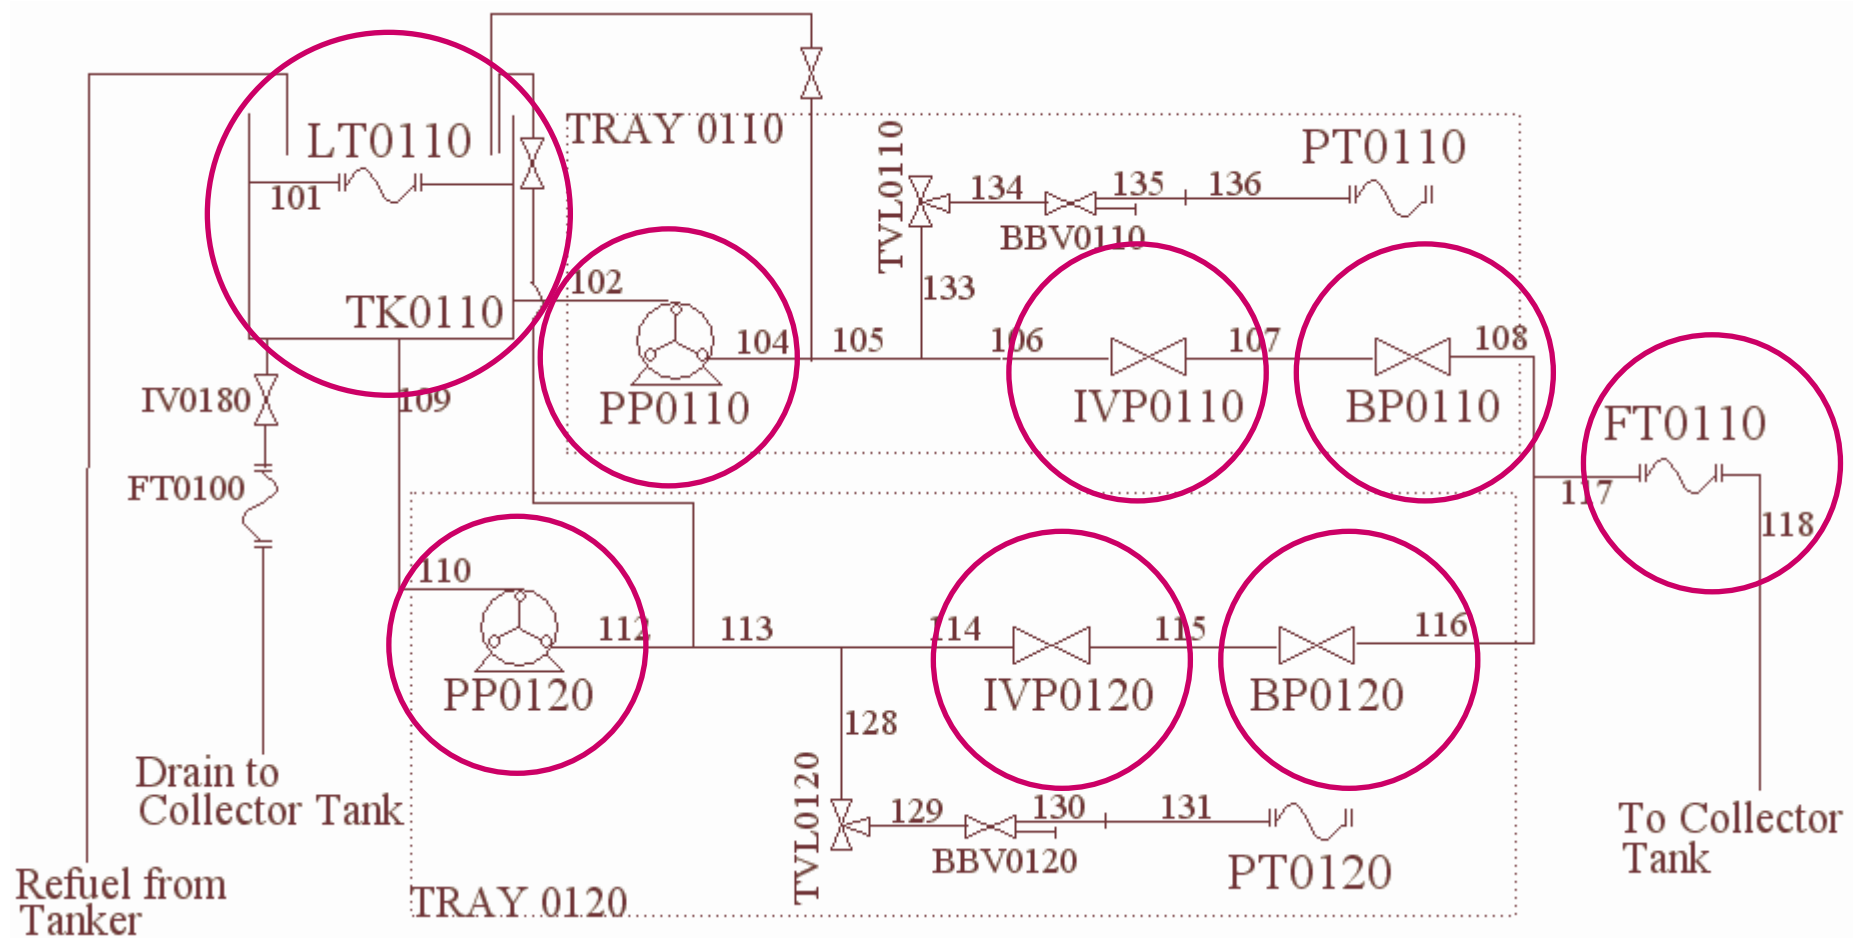 LT0110
101
TK0110
TRAY 0110
PT0110
TVL0110
134
135
136
BBV0110
102
133
104
105
106
107
108
PP0110
IVP0110
BP0110
IV0180
109
FT0110
FT0100
117
118
110
112
113
114
115
116
PP0120
IVP0120
BP0120
128
TVL0120
129
130
131
BBV0120
PT0120
TRAY 0120
Drain to
Collector Tank
Refuel from
Tanker
To Collector
Tank